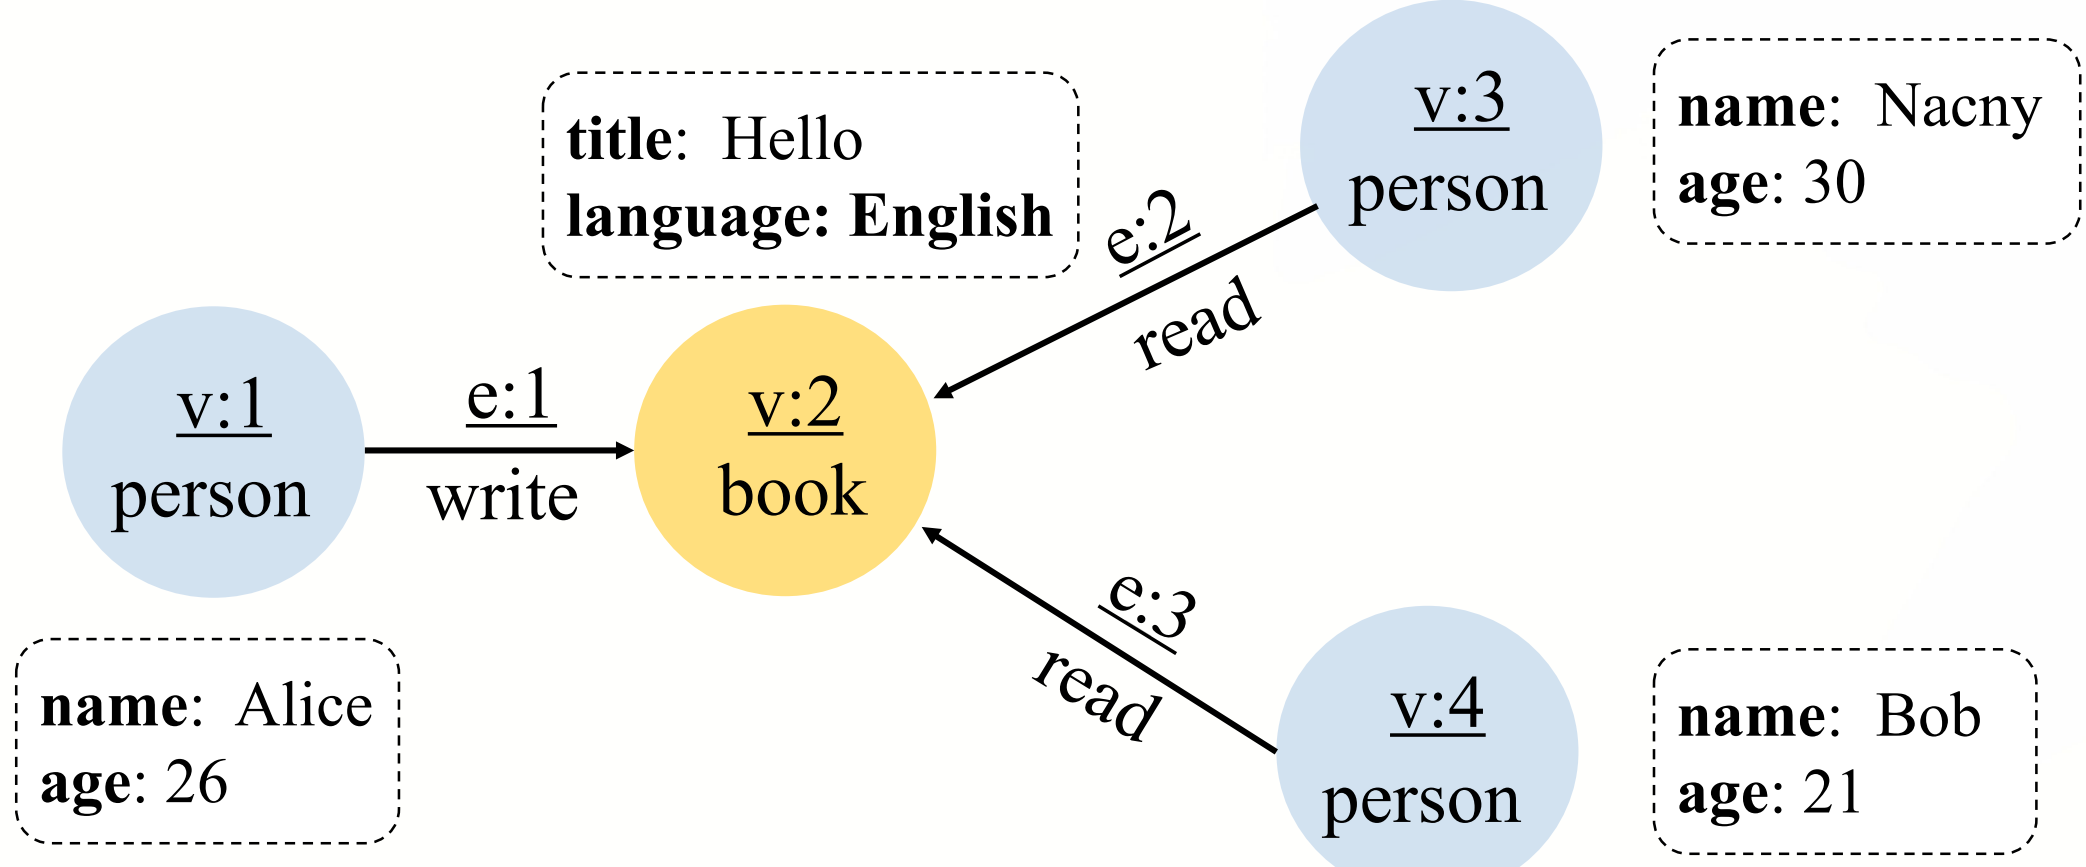 title: Hello
language: English
v:3
person
name: Nacny
age: 30
e:2
read
v:1
person
e:1
write
v:2
book
e:3
read
name: Alice
age: 26
v:4
person
name: Bob
age: 21